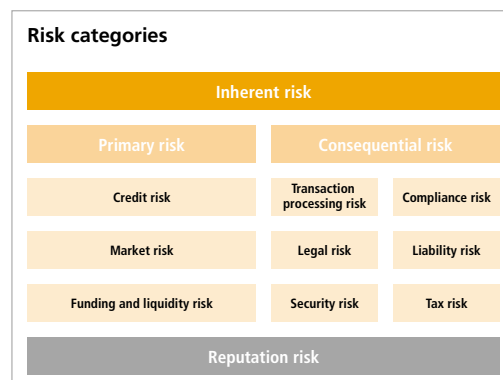 Risk categories
Inherent risk
Primary risk
Consequential risk
Credit risk
Transaction
processing risk
Compliance risk
Market risk
Legal risk
Liability risk
Funding and liquidity risk
Security risk
Tax risk
Reputation risk